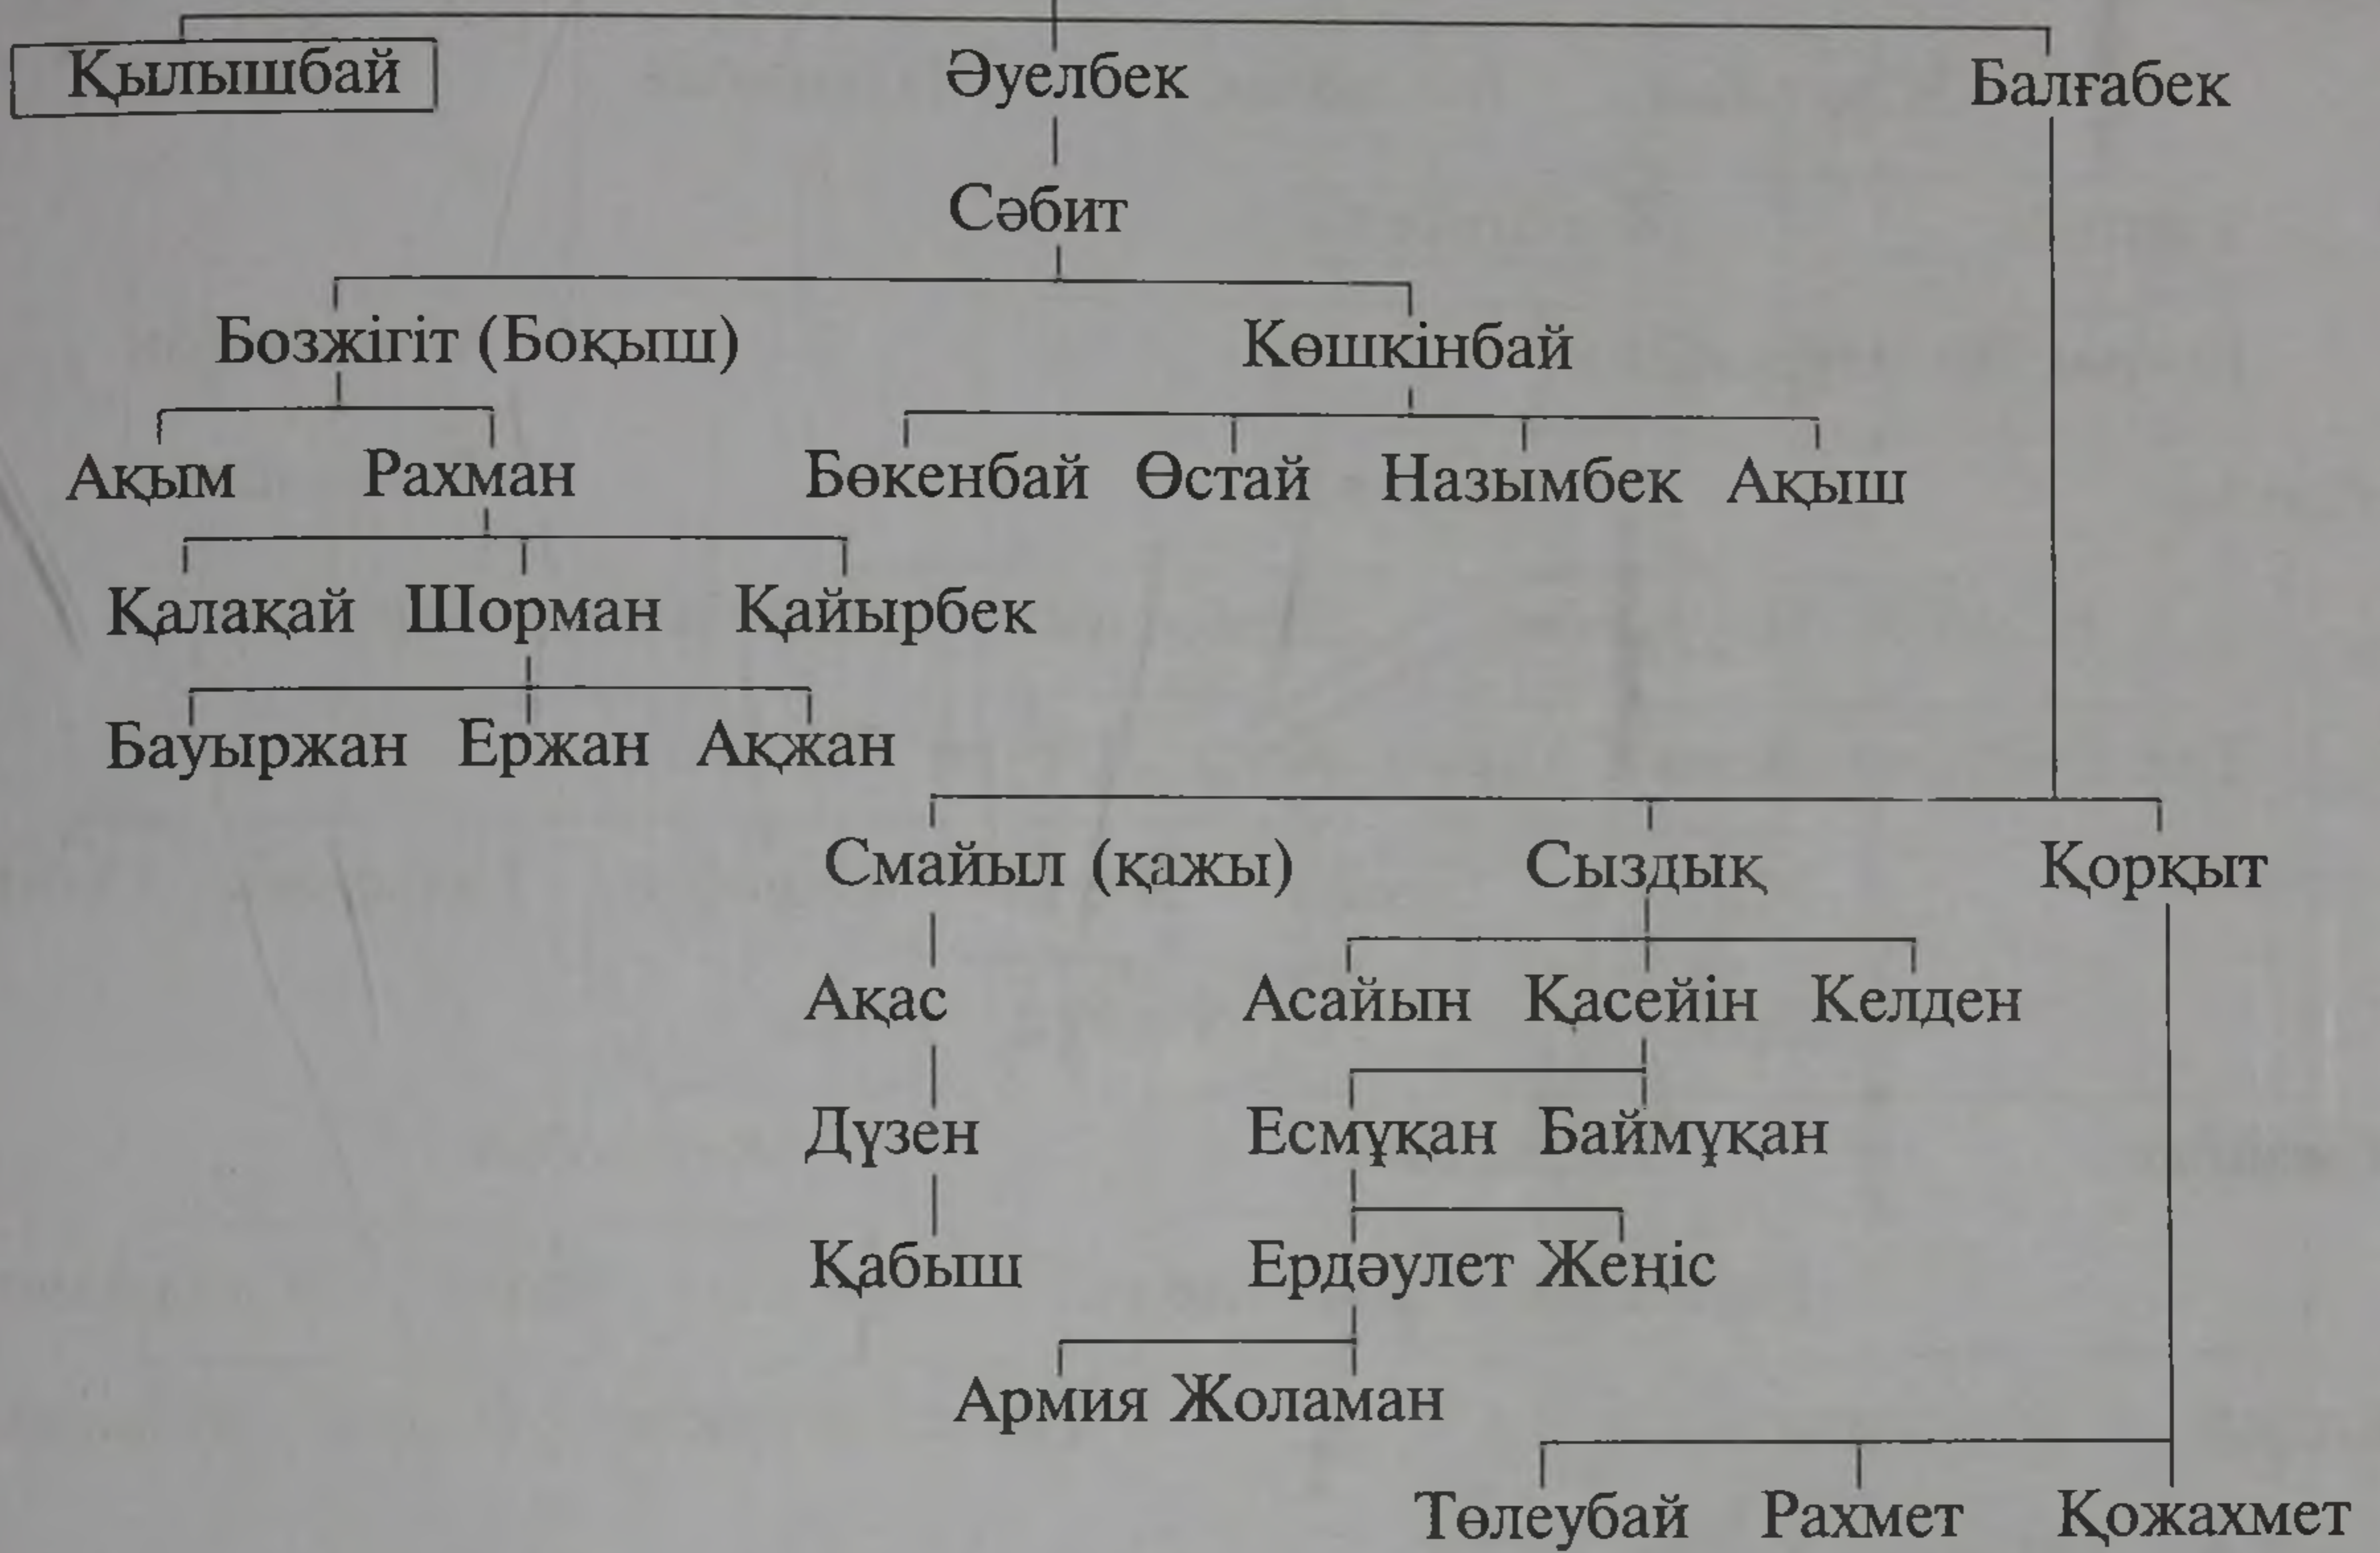 Қылышбай Әуелбек Балғабек
Сәбит
Бозжігіт (Боқыш) Көшкінбай
Ақым Рахман Бөкенбай Өстай Назымбек Ақыш
Қалақай Шорман Қайырбек
Бауыржан Ержан Ақжан
Смайыл (қажы) Сыздық Қорқыт
Ақас Асайын Қасейін Келден
Дүзен Есмұқан Баймұқан
Қабыш Ердәулет Жеңіс
Армия Жоламан
Төлеубай Рахмет Қожахмет